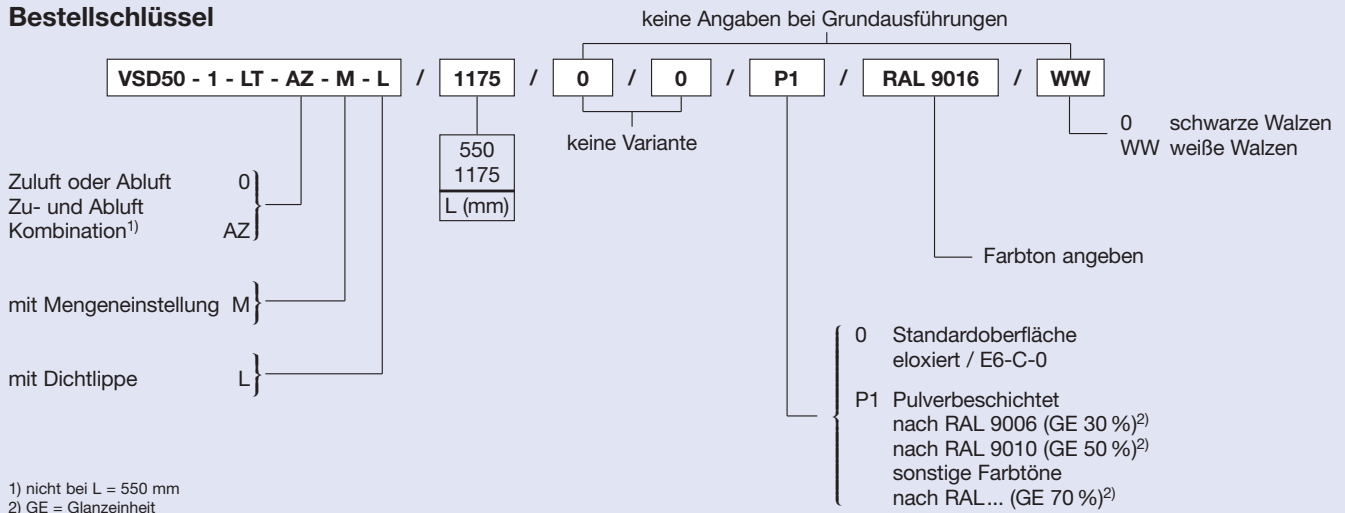 Bestellschlüssel
keine Angaben bei Grundausführungen
VSD50 - 1 - LT - AZ - M - L / 1175 / 0 / 0 / P1 / RAL 9016 / WW
keine Variante
550
1175
L (mm)
0 schwarze Walzen
WW weiße Walzen
Zuluft oder Abluft 0
Zu- und Abluft
Kombination1) AZ
Farbton angeben
mit Mengeneinstellung M
mit Dichtlippe L
0 Standardoberfläche
eloxiert / E6-C-0
P1 Pulverbeschichtet
nach RAL 9006 (GE 30 %)2)
nach RAL 9010 (GE 50 %)2)
sonstige Farbtöne
nach RAL... (GE 70 %)2)
1) nicht bei L = 550 mm
2) GE = Glanzeinheit